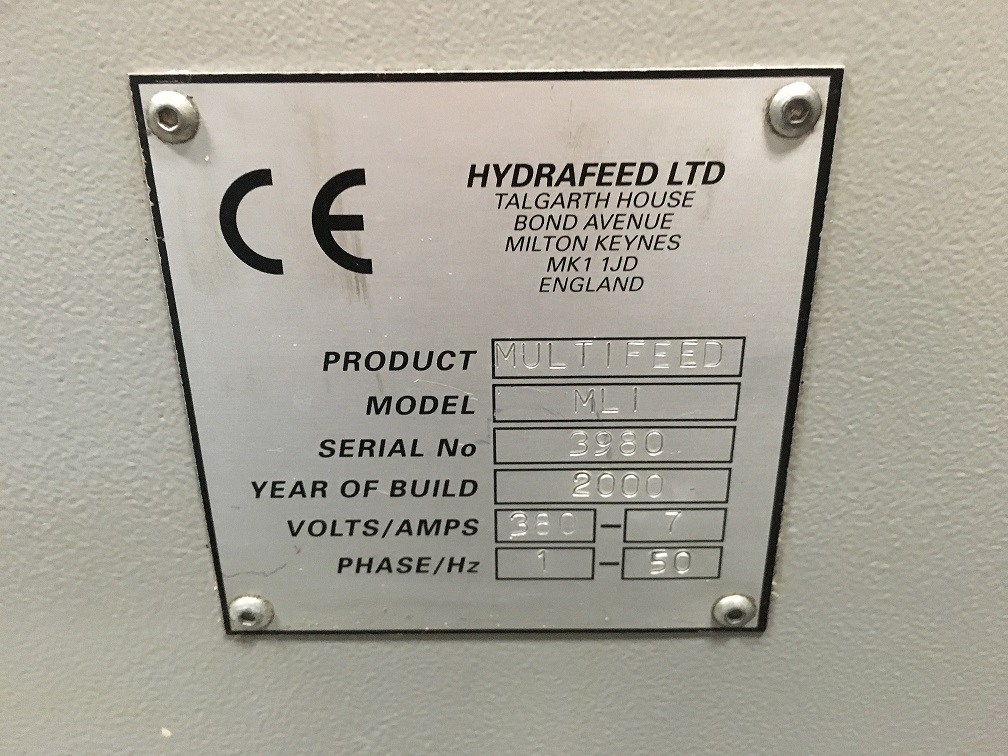 CE
HYDRAFEED LTD
TALGARTH HOUSE
BOND AVENUE
MILTON KEYNES
MK1 1JD
ENGLAND
PRODUCT MULTIFEED
MODEL ML1
SERIAL No 3980
YEAR OF BUILD 2000
VOLTS/AMPS 380 - 7
PHASE/Hz 1 - 50